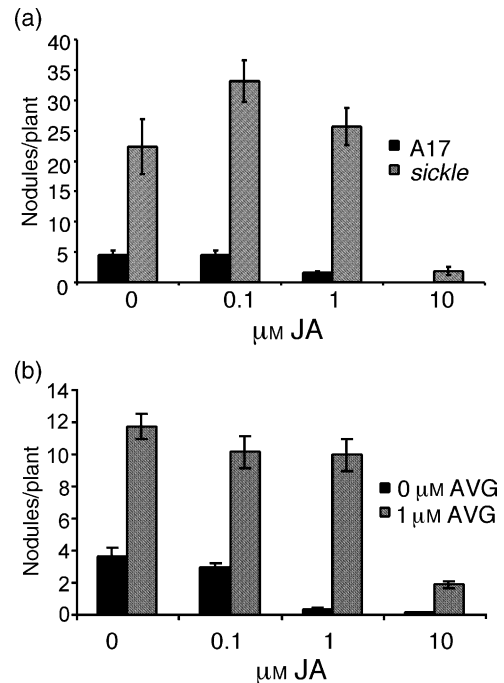 (a)
Nodules/plant
40
35
30
25
20
15
10
5
0
A17
sickle
0 0.1 1 10
μM JA
(b)
Nodules/plant
14
12
10
8
6
4
2
0
0 μM AVG
1 μM AVG
0 0.1 1 10
μM JA